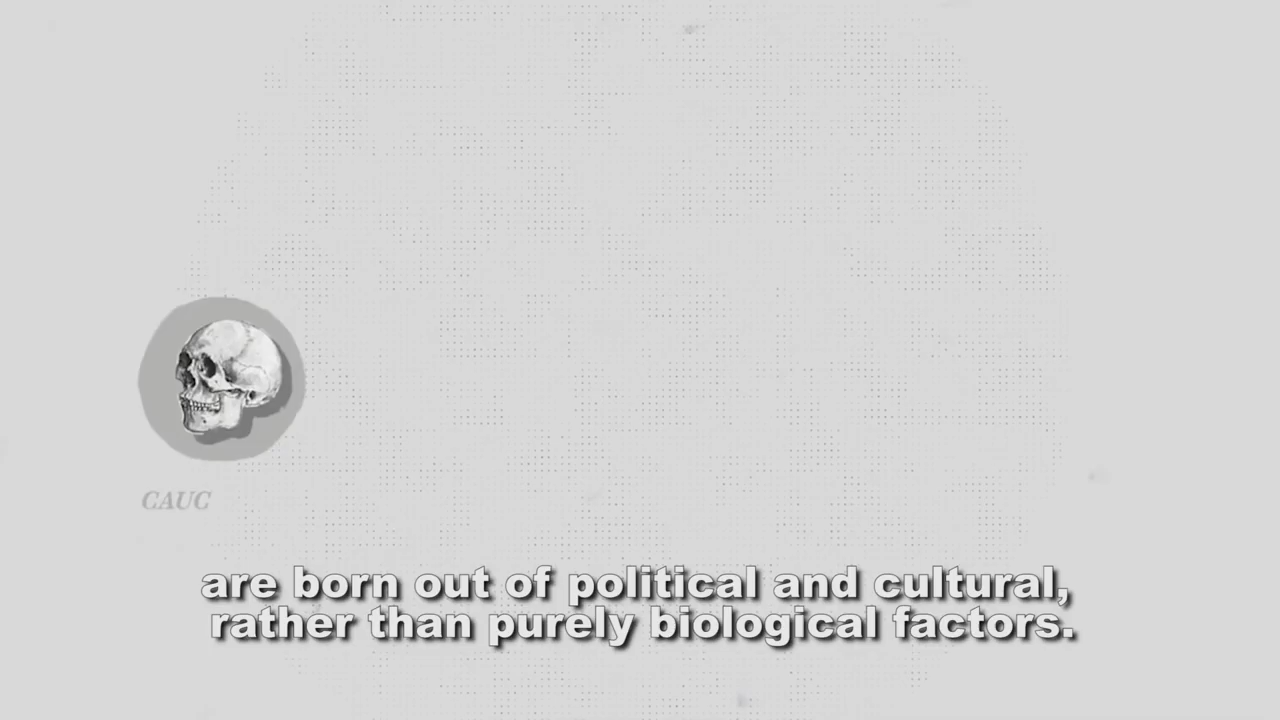 CAUC
are born out of political and cultural,
rather than purely biological factors.